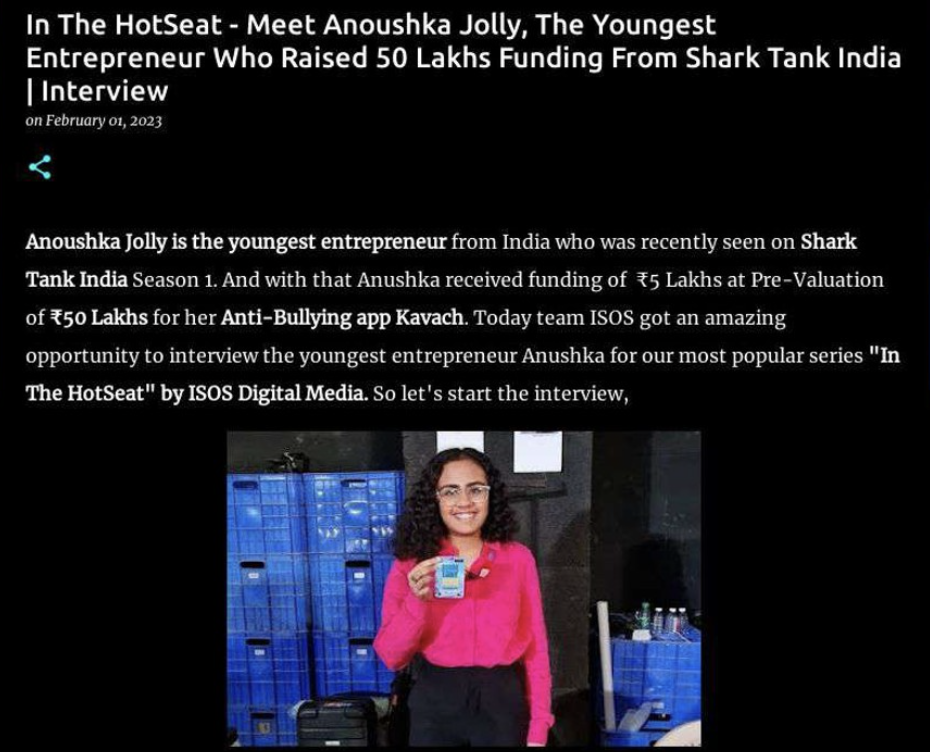 In The HotSeat - Meet Anoushka Jolly, The Youngest
Entrepreneur Who Raised 50 Lakhs Funding From Shark Tank India
| Interview
on February 01, 2023
Anoushka Jolly is the youngest entrepreneur from India who was recently seen on Shark
Tank India Season 1. And with that Anushka received funding of ₹5 Lakhs at Pre-Valuation
of ₹50 Lakhs for her Anti-Bullying app Kavach. Today team ISOS got an amazing
opportunity to interview the youngest entrepreneur Anushka for our most popular series "In
The HotSeat" by ISOS Digital Media. So let's start the interview,